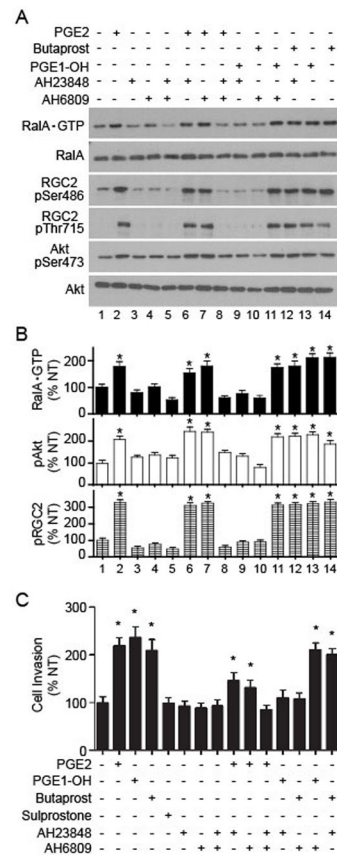 A
PGE2 - + - - - + + + - - - - - -
Butaprost - - - - - - - - - + - + - +
PGE1-OH - - - - - - - - + - + - + -
AH23848 - - + - + + - + + - - + - -
AH6809 - - - + + - + + - + + - - -
RalA-GTP
RalA
RGC2
pSer486
RGC2
pThr715
Akt
pSer473
Akt
1 2 3 4 5 6 7 8 9 10 11 12 13 14
B
RalA-GTP
(% NT)
200
100
0
* * * * * * *
pAkt
(% NT)
200
100
0
* * * * * * *
pRGC2
(% NT)
300
200
100
0
* * * * * * *
1 2 3 4 5 6 7 8 9 10 11 12 13 14
C
Cell Invasion
(% NT)
300
200
100
0
* * * * * * *
PGE2 - + - - - - - - + + + - - - -
PGE1-OH - - + - - - - - - - - + - + -
Butaprost - - - + - - - - - - - - + - +
Sulprostone - - - - + - - - - - - - - - -
AH23848 - - - - - + - + + - + + - - +
AH6809 - - - - - - + + - + + - + + -